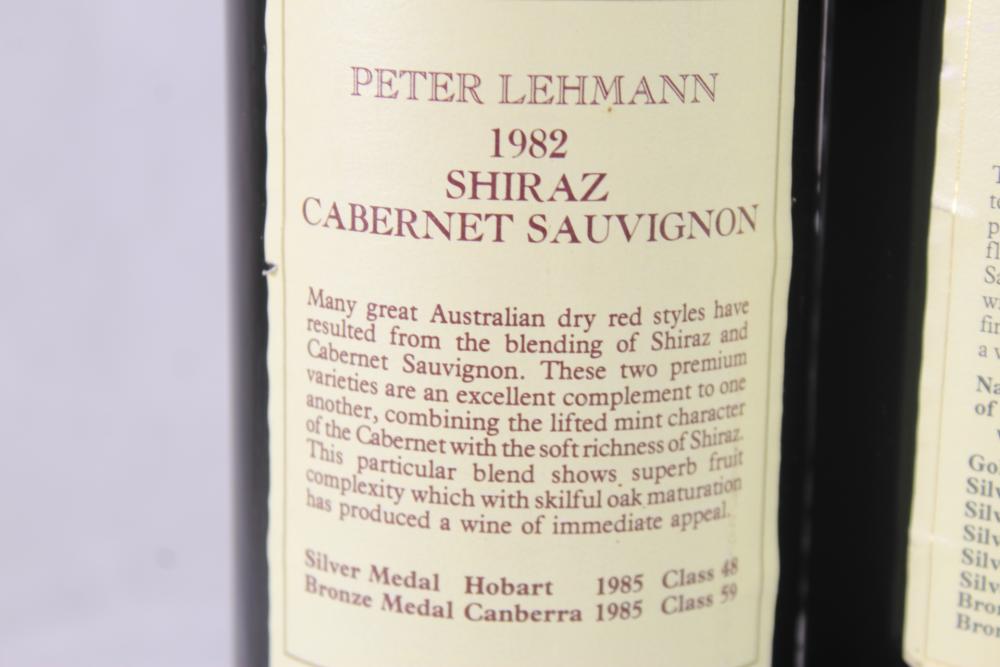 PETER LEHMANN
1982
SHIRAZ
CABERNET SAUVIGNON
Many great Australian dry red styles have
resulted from the blending of Shiraz and
Cabernet Sauvignon. These two premium
varieties are an excellent complement to one
another, combining the lifted mint character
of the Cabernet with the soft richness of Shiraz.
This particular blend shows superb fruit
complexity which with skilful oak maturation
has produced a wine of immediate appeal.
Silver Medal Hobart 1985 Class 48
Bronze Medal Canberra 1985 Class 59
of